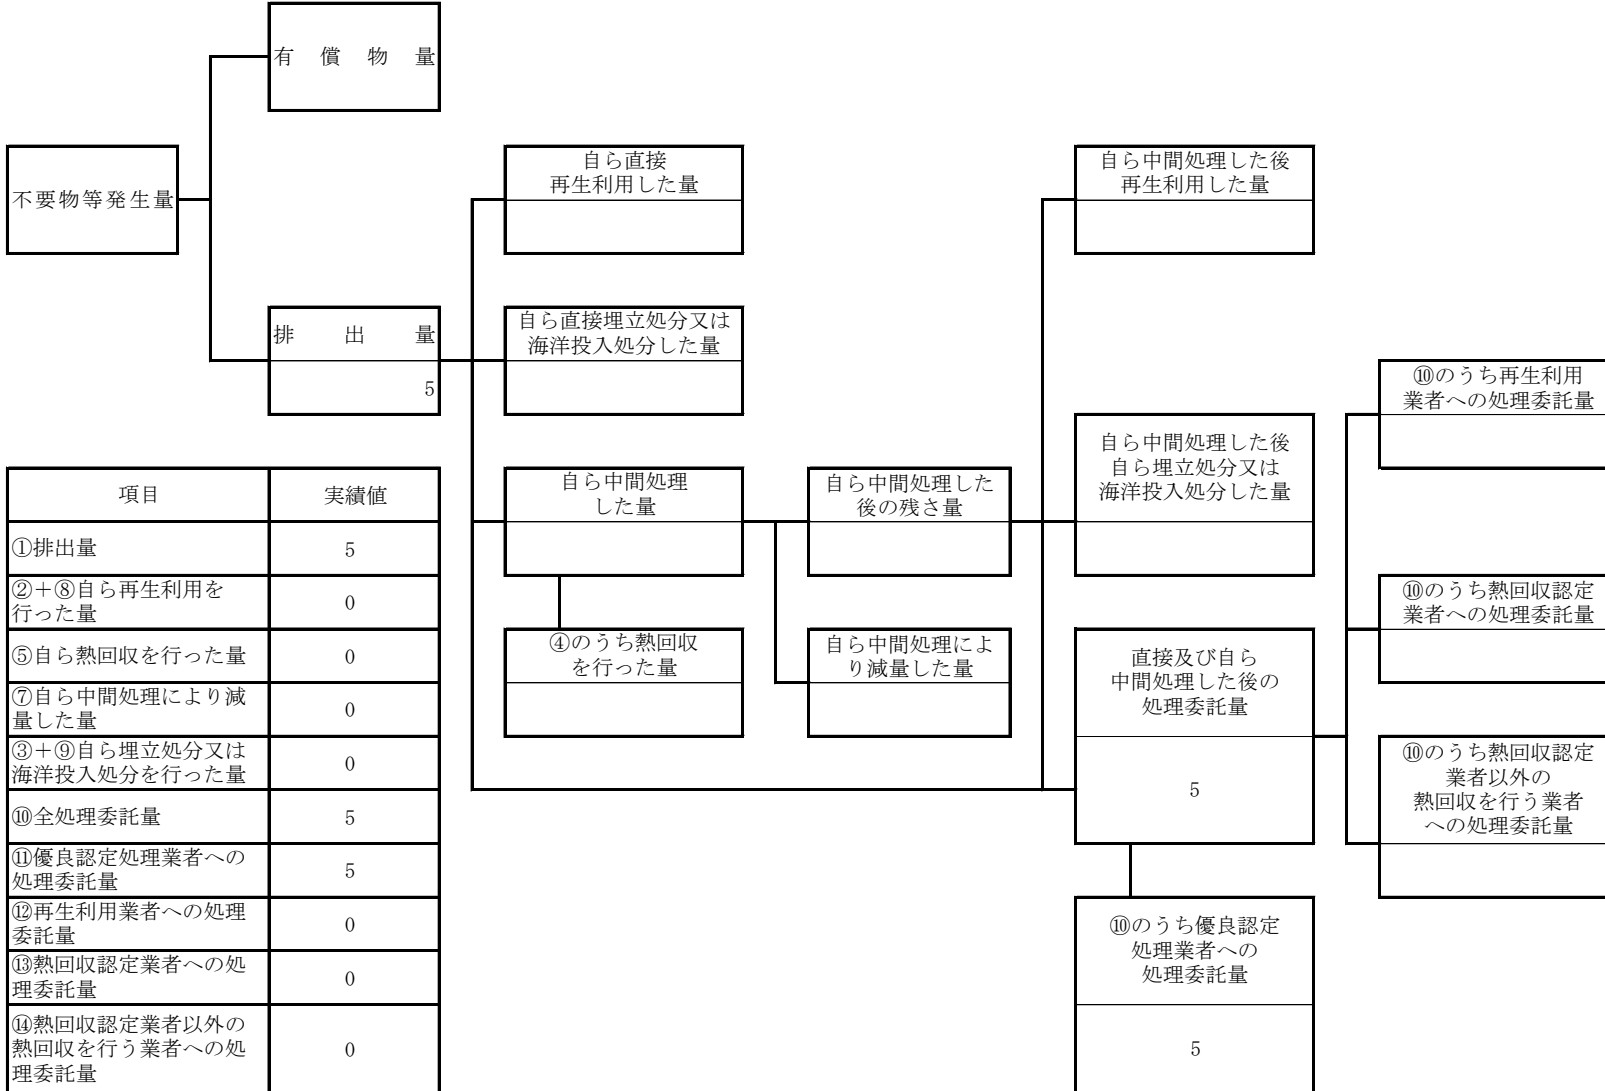 有償物量
不要物等発生量
自ら直接
再生利用した量
自ら中間処理した後
再生利用した量
排出量
5
自ら直接埋立処分又は
海洋投入処分した量
⑩のうち再生利用
業者への処理委託量
自ら中間処理した後
自ら埋立処分又は
海洋投入処分した量
自ら中間処理
した量
自ら中間処理した
後の残さ量
⑩のうち熱回収認定
業者への処理委託量
④のうち熱回収
を行った量
自ら中間処理によ
り減量した量
直接及び自ら
中間処理した後の
処理委託量
5
⑩のうち熱回収認定
業者以外の
熱回収を行う業者
への処理委託量
⑩のうち優良認定
処理業者への
処理委託量
5
項目 実績値
①排出量 5
②+⑧自ら再生利用を
行った量 0
⑤自ら熱回収を行った量 0
⑦自ら中間処理により減
量した量 0
③+⑨自ら埋立処分又は
海洋投入処分を行った量 0
⑩全処理委託量 5
⑪優良認定処理業者への
処理委託量 5
⑫再生利用業者への処理
委託量 0
⑬熱回収認定業者への処
理委託量 0
⑭熱回収認定業者以外の
熱回収を行う業者への処
理委託量 0